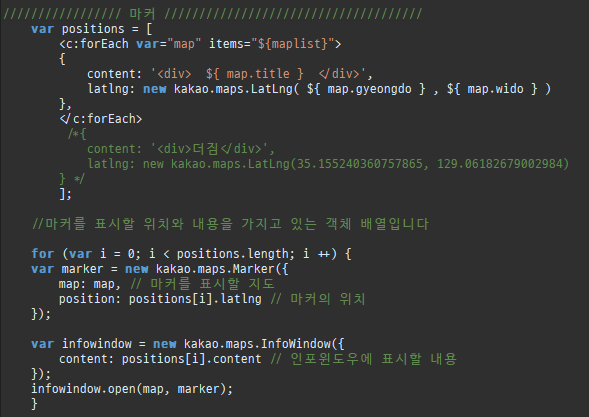 ///////////////// 마커 /////////////////////////////////////
var positions = [
<c:forEach var="map" items="${maplist}">
{
content: '<div>  ${ map.title }  </div>',
latlng: new kakao.maps.LatLng( ${ map.gyeongdo } , ${ map.wido } )
},
</c:forEach>
/*{
content: '<div>더짐</div>',
latlng: new kakao.maps.LatLng(35.155240360757865, 129.06182679002984)
} */
];
//마커를 표시할 위치와 내용을 가지고 있는 객체 배열입니다
for (var i = 0; i < positions.length; i ++) {
var marker = new kakao.maps.Marker({
map: map, // 마커를 표시할 지도
position: positions[i].latlng // 마커의 위치
});
var infowindow = new kakao.maps.InfoWindow({
content: positions[i].content // 인포윈도우에 표시할 내용
});
infowindow.open(map, marker);
}